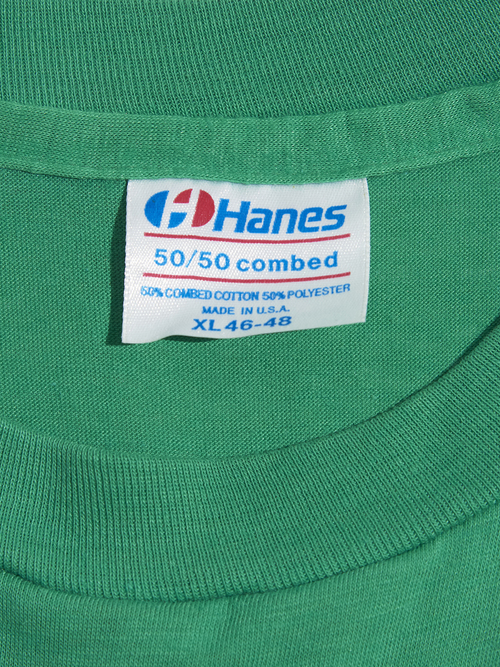 Hanes
50/50 combed
50% COMBED COTTON 50% POLYESTER
MADE IN U.S.A.
XL 46-48